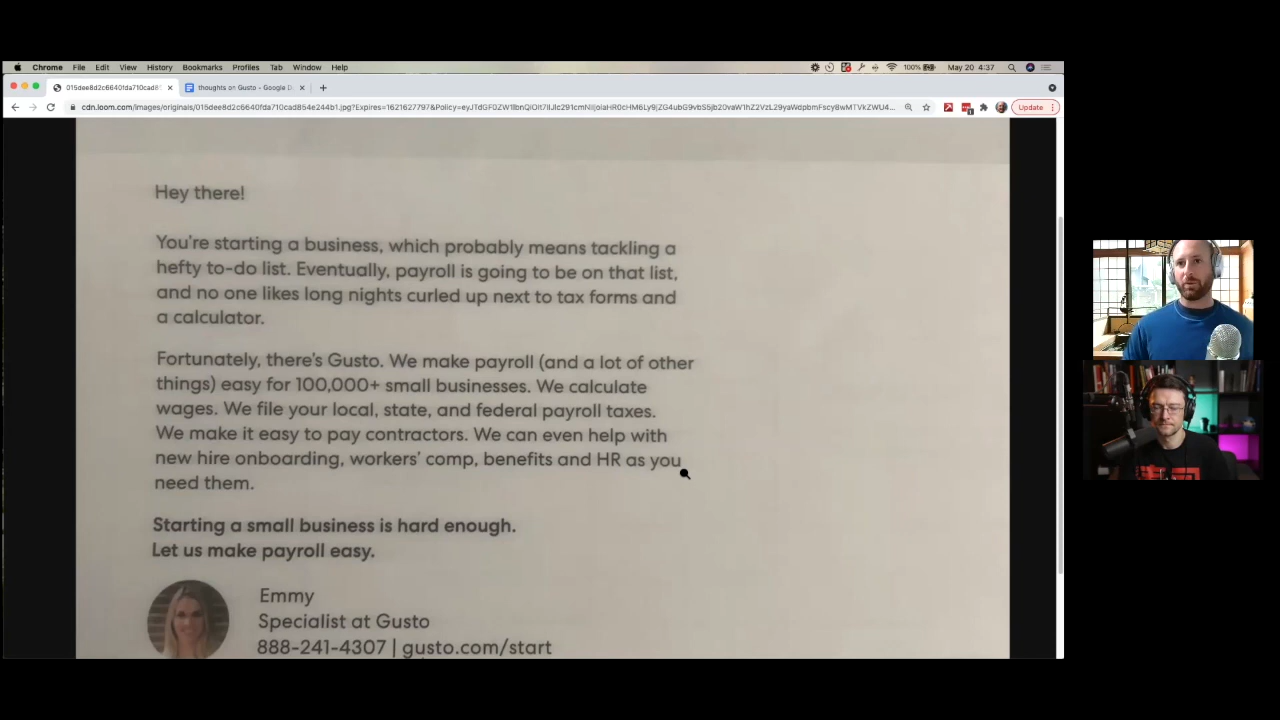 Chrome File Edit View History Bookmarks Profiles Tab Window Help
100% May 20 4:37
thoughts on Gusto - Google D
Update
Hey there!
You're starting a business, which probably means tackling a
hefty to-do list. Eventually, payroll is going to be on that list,
and no one likes long nights curled up next to tax forms and
a calculator.
Fortunately, there's Gusto. We make payroll (and a lot of other
things) easy for 100,000+ small businesses. We calculate
wages. We file your local, state, and federal payroll taxes.
We make it easy to pay contractors. We can even help with
new hire onboarding, workers' comp, benefits and HR as you
need them.
Starting a small business is hard enough.
Let us make payroll easy.
Emmy
Specialist at Gusto
888-241-4307 | gusto.com/start